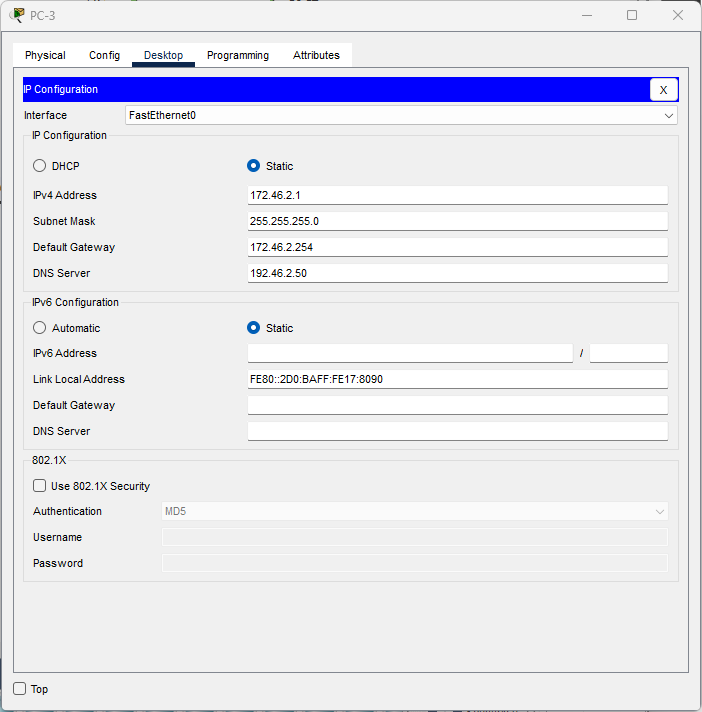 PC-3
Physical Config Desktop Programming Attributes
IP Configuration X
Interface FastEthernet0
IP Configuration
DHCP Static
IPv4 Address 172.46.2.1
Subnet Mask 255.255.255.0
Default Gateway 172.46.2.254
DNS Server 192.46.2.50
IPv6 Configuration
Automatic Static
IPv6 Address /
Link Local Address FE80::2D0:BAFF:FE17:8090
Default Gateway
DNS Server
802.1X
Use 802.1X Security
Authentication MD5
Username
Password
Top